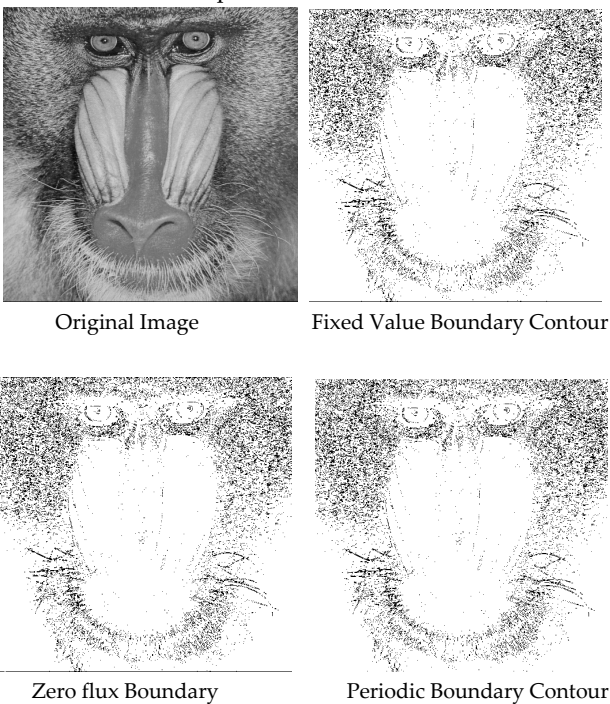 Original Image
Fixed Value Boundary Contour
Zero flux Boundary
Periodic Boundary Contour